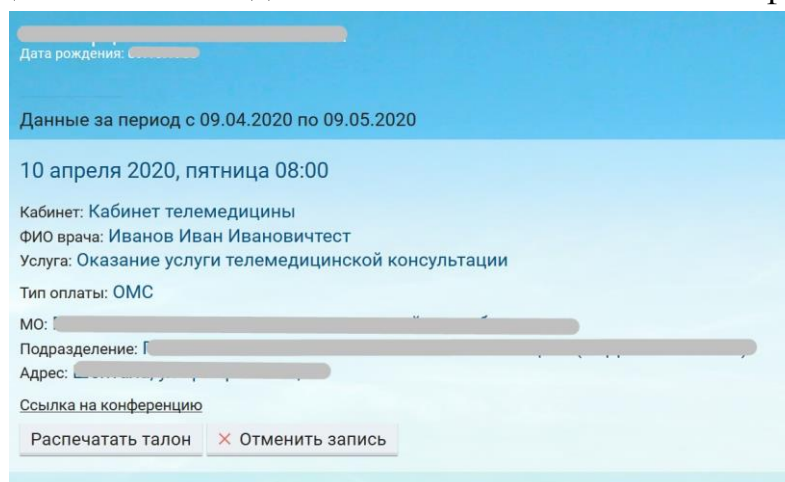 Дата рождения:
Данные за период с 09.04.2020 по 09.05.2020
10 апреля 2020, пятница 08:00
Кабинет: Кабинет телемедицины
ФИО врача: Иванов Иван Ивановичтест
Услуга: Оказание услуги телемедицинской консультации
Тип оплаты: ОМС
МО:
Подразделение:
Адрес:
Ссылка на конференцию
Распечатать талон × Отменить запись